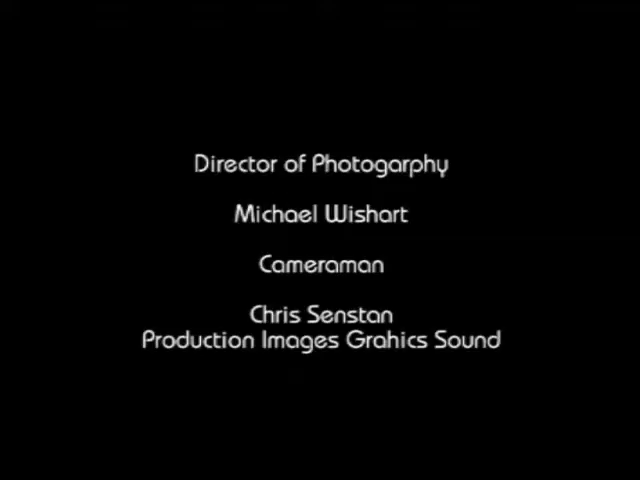 Director of Photogarphy
Michael Wishart
Cameraman
Chris Senstan
Production Images Grahics Sound